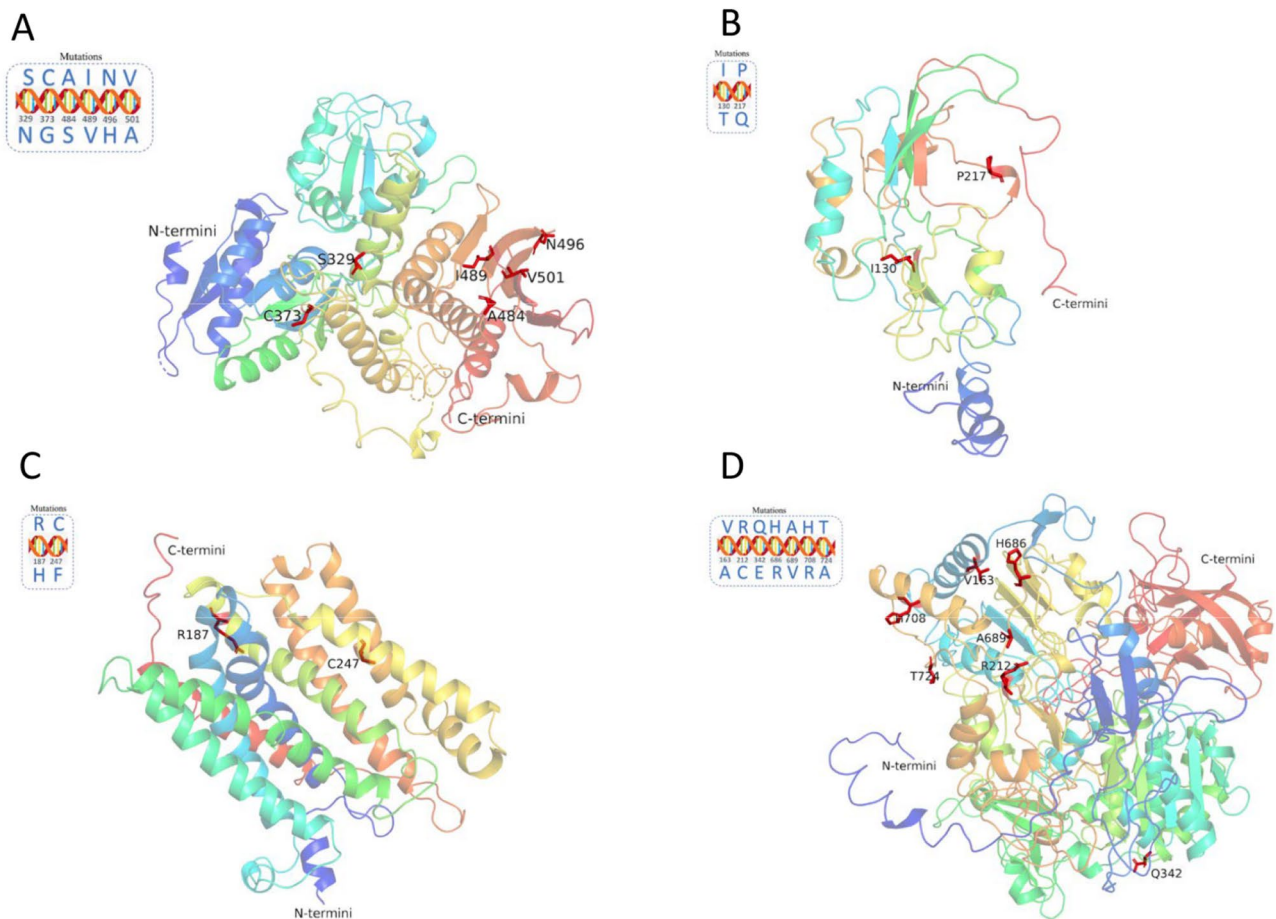 A
Mutations
S C A I N V
329 373 484 489 496 501
N G S V H A
N-termini
S329
C373
I489
N496
V501
A484
C-termini
B
Mutations
I P
130 217
T Q
P217
I130
C-termini
N-termini
C
Mutations
R C
187 247
H F
C-termini
R187
C247
N-termini
D
Mutations
V R Q H A H T
163 212 342 686 689 708 724
A C E R V R A
H686
V163
C-termini
H708
A689
R212
T724
N-termini
Q342